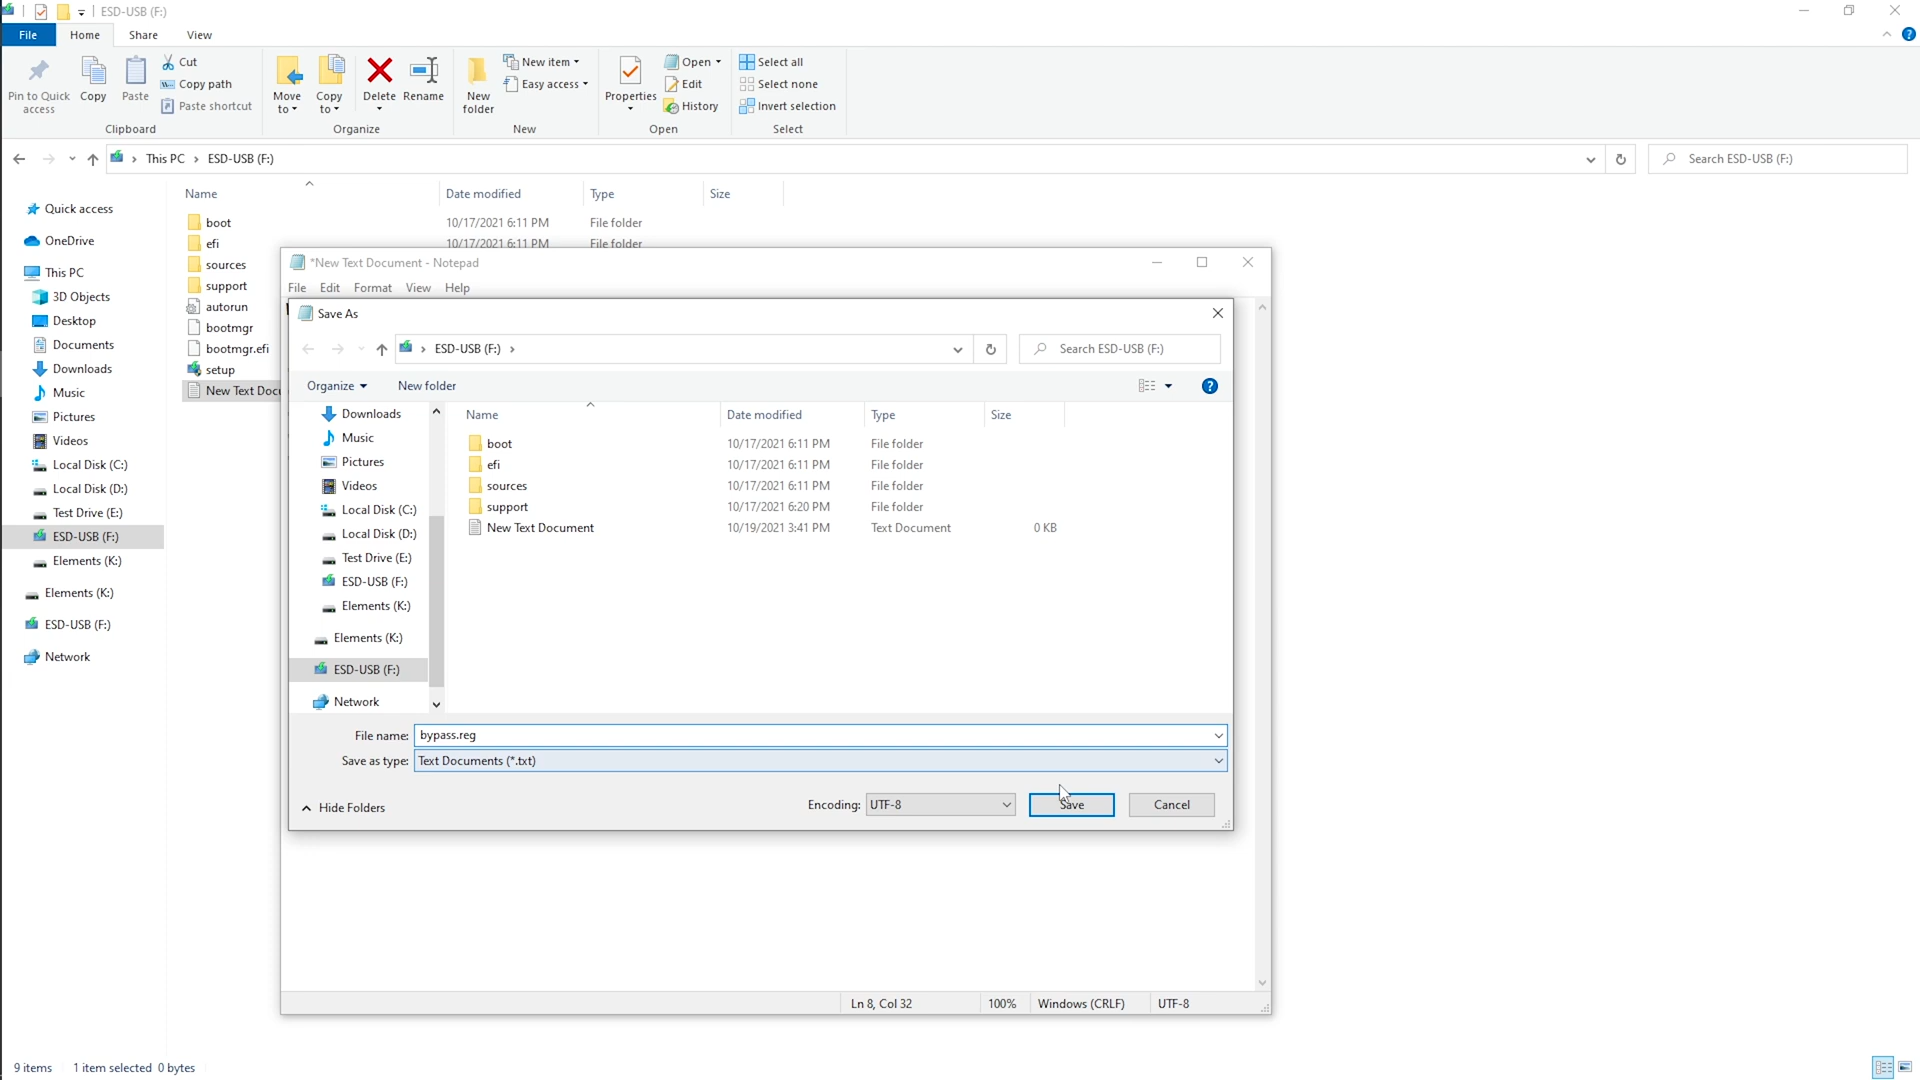 ESD-USB (F:)
File Home Share View
Pin to Quick access
Copy
Paste
Cut
Copy path
Paste shortcut
Clipboard
Move to
Copy to
Delete
Rename
Organize
New folder
New item
Easy access
New
Properties
Open
Edit
History
Open
Select all
Select none
Invert selection
Select
This PC › ESD-USB (F:)
Search ESD-USB (F:)
Quick access
OneDrive
This PC
3D Objects
Desktop
Documents
Downloads
Music
Pictures
Videos
Local Disk (C:)
Local Disk (D:)
Test Drive (E:)
ESD-USB (F:)
Elements (K:)
Elements (K:)
ESD-USB (F:)
Network
Name Date modified Type Size
boot 10/17/2021 6:11 PM File folder
efi 10/17/2021 6:11 PM File folder
sources
support
autorun
bootmgr
bootmgr.efi
setup
New Text Docu
*New Text Document - Notepad
File Edit Format View Help
Save As
ESD-USB (F:) ›
Search ESD-USB (F:)
Organize New folder
Downloads
Music
Pictures
Videos
Local Disk (C:)
Local Disk (D:)
Test Drive (E:)
ESD-USB (F:)
Elements (K:)
Elements (K:)
ESD-USB (F:)
Network
Name Date modified Type Size
boot 10/17/2021 6:11 PM File folder
efi 10/17/2021 6:11 PM File folder
sources 10/17/2021 6:11 PM File folder
support 10/17/2021 6:20 PM File folder
New Text Document 10/19/2021 3:41 PM Text Document 0 KB
File name: bypass.reg
Save as type: Text Documents (*.txt)
Hide Folders
Encoding: UTF-8
Save
Cancel
Ln 8, Col 32 100% Windows (CRLF) UTF-8
9 items 1 item selected 0 bytes